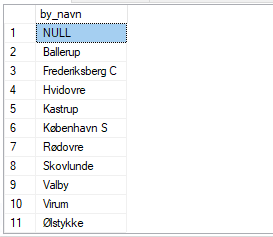 by_navn
1 NULL
2 Ballerup
3 Frederiksberg C
4 Hvidovre
5 Kastrup
6 København S
7 Rødovre
8 Skovlunde
9 Valby
10 Virum
11 Ølstykke